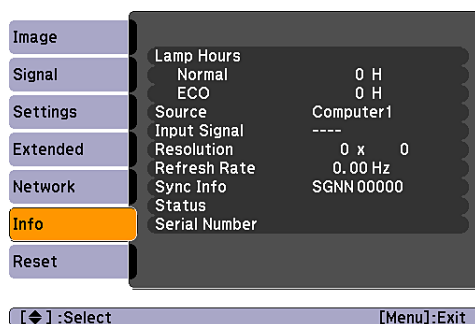 Image
Signal
Settings
Extended
Network
Info
Reset
Lamp Hours
Normal 0 H
ECO 0 H
Source Computer1
Input Signal ----
Resolution 0 x 0
Refresh Rate 0.00 Hz
Sync Info SGNN 00000
Status
Serial Number
[◆] :Select [Menu]:Exit